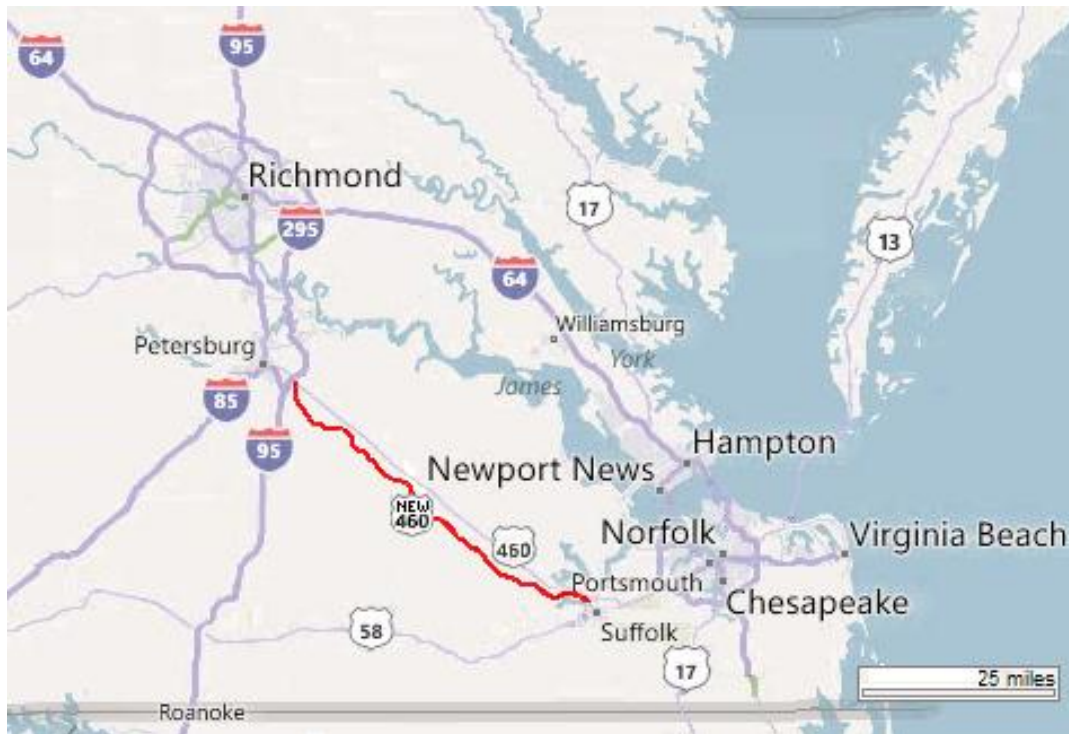 64
95
Richmond
295
17
13
64
Williamsburg
York
Petersburg
James
85
95
Hampton
Newport News
NEW
460
460
Norfolk
Virginia Beach
Portsmouth
Chesapeake
58
Suffolk
17
25 miles
Roanoke